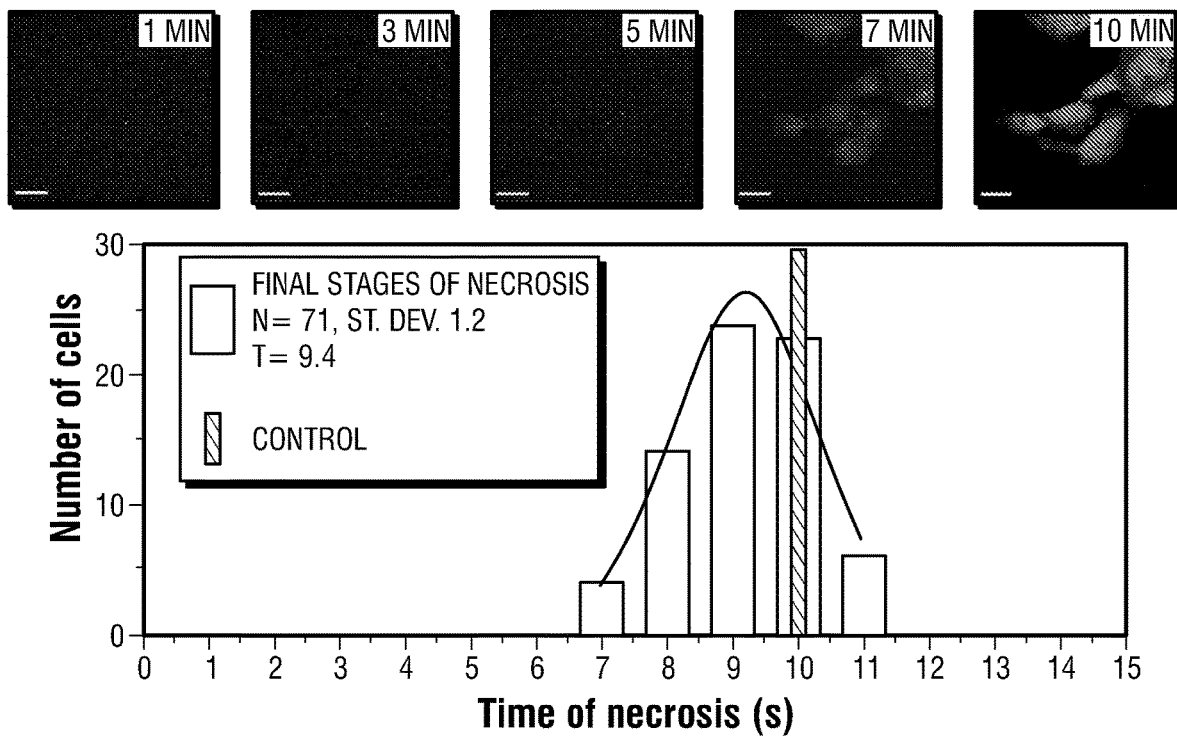 1 MIN
3 MIN
5 MIN
7 MIN
10 MIN
Number of cells
30
20
10
0
FINAL STAGES OF NECROSIS
N= 71, ST. DEV. 1.2
T= 9.4
CONTROL
0 1 2 3 4 5 6 7 8 9 10 11 12 13 14 15
Time of necrosis (s)